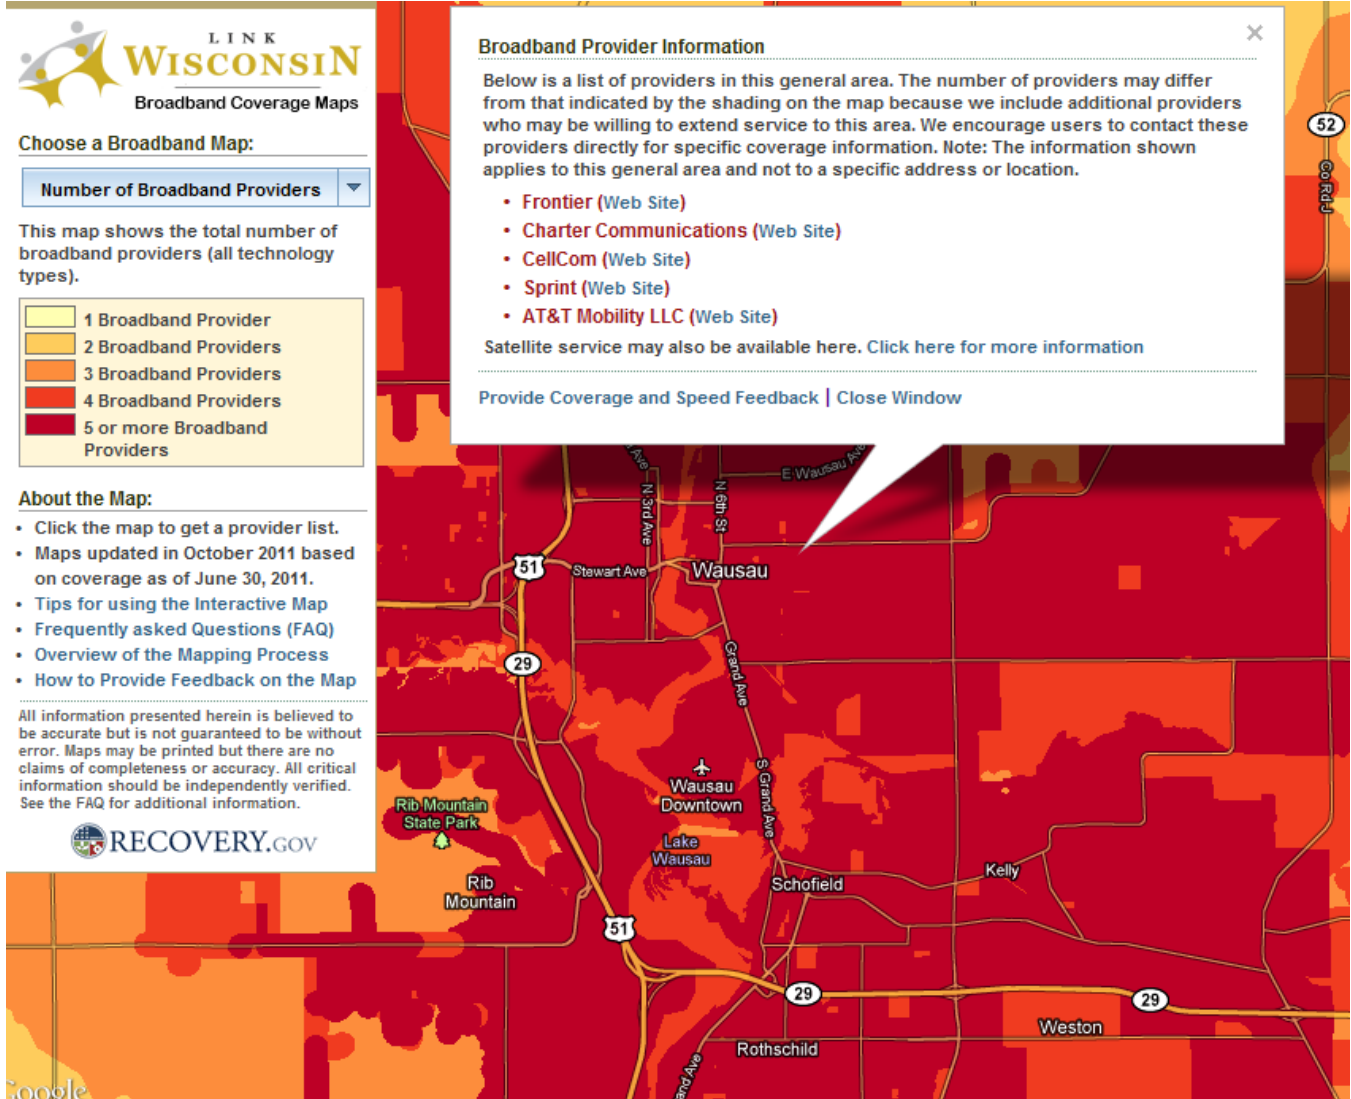 LINK
WISCONSIN
Broadband Coverage Maps
Choose a Broadband Map:
Number of Broadband Providers
This map shows the total number of
broadband providers (all technology
types).
1 Broadband Provider
2 Broadband Providers
3 Broadband Providers
4 Broadband Providers
5 or more Broadband
Providers
About the Map:
• Click the map to get a provider list.
• Maps updated in October 2011 based
on coverage as of June 30, 2011.
• Tips for using the Interactive Map
• Frequently asked Questions (FAQ)
• Overview of the Mapping Process
• How to Provide Feedback on the Map
All information presented herein is believed to
be accurate but is not guaranteed to be without
error. Maps may be printed but there are no
claims of completeness or accuracy. All critical
information should be independently verified.
See the FAQ for additional information.
RECOVERY.GOV
Broadband Provider Information
Below is a list of providers in this general area. The number of providers may differ
from that indicated by the shading on the map because we include additional providers
who may be willing to extend service to this area. We encourage users to contact these
providers directly for specific coverage information. Note: The information shown
applies to this general area and not to a specific address or location.
• Frontier (Web Site)
• Charter Communications (Web Site)
• CellCom (Web Site)
• Sprint (Web Site)
• AT&T Mobility LLC (Web Site)
Satellite service may also be available here. Click here for more information
Provide Coverage and Speed Feedback | Close Window
52
Co Rd J
Ave
E Wausau Ave
N 3rd Ave
N 6th St
51
Stewart Ave
Wausau
29
Grand Ave
Wausau
Downtown
S Grand Ave
Rib Mountain
State Park
Lake
Wausau
Rib
Mountain
Schofield
Kelly
51
29
29
Weston
Rothschild
and Ave
Google